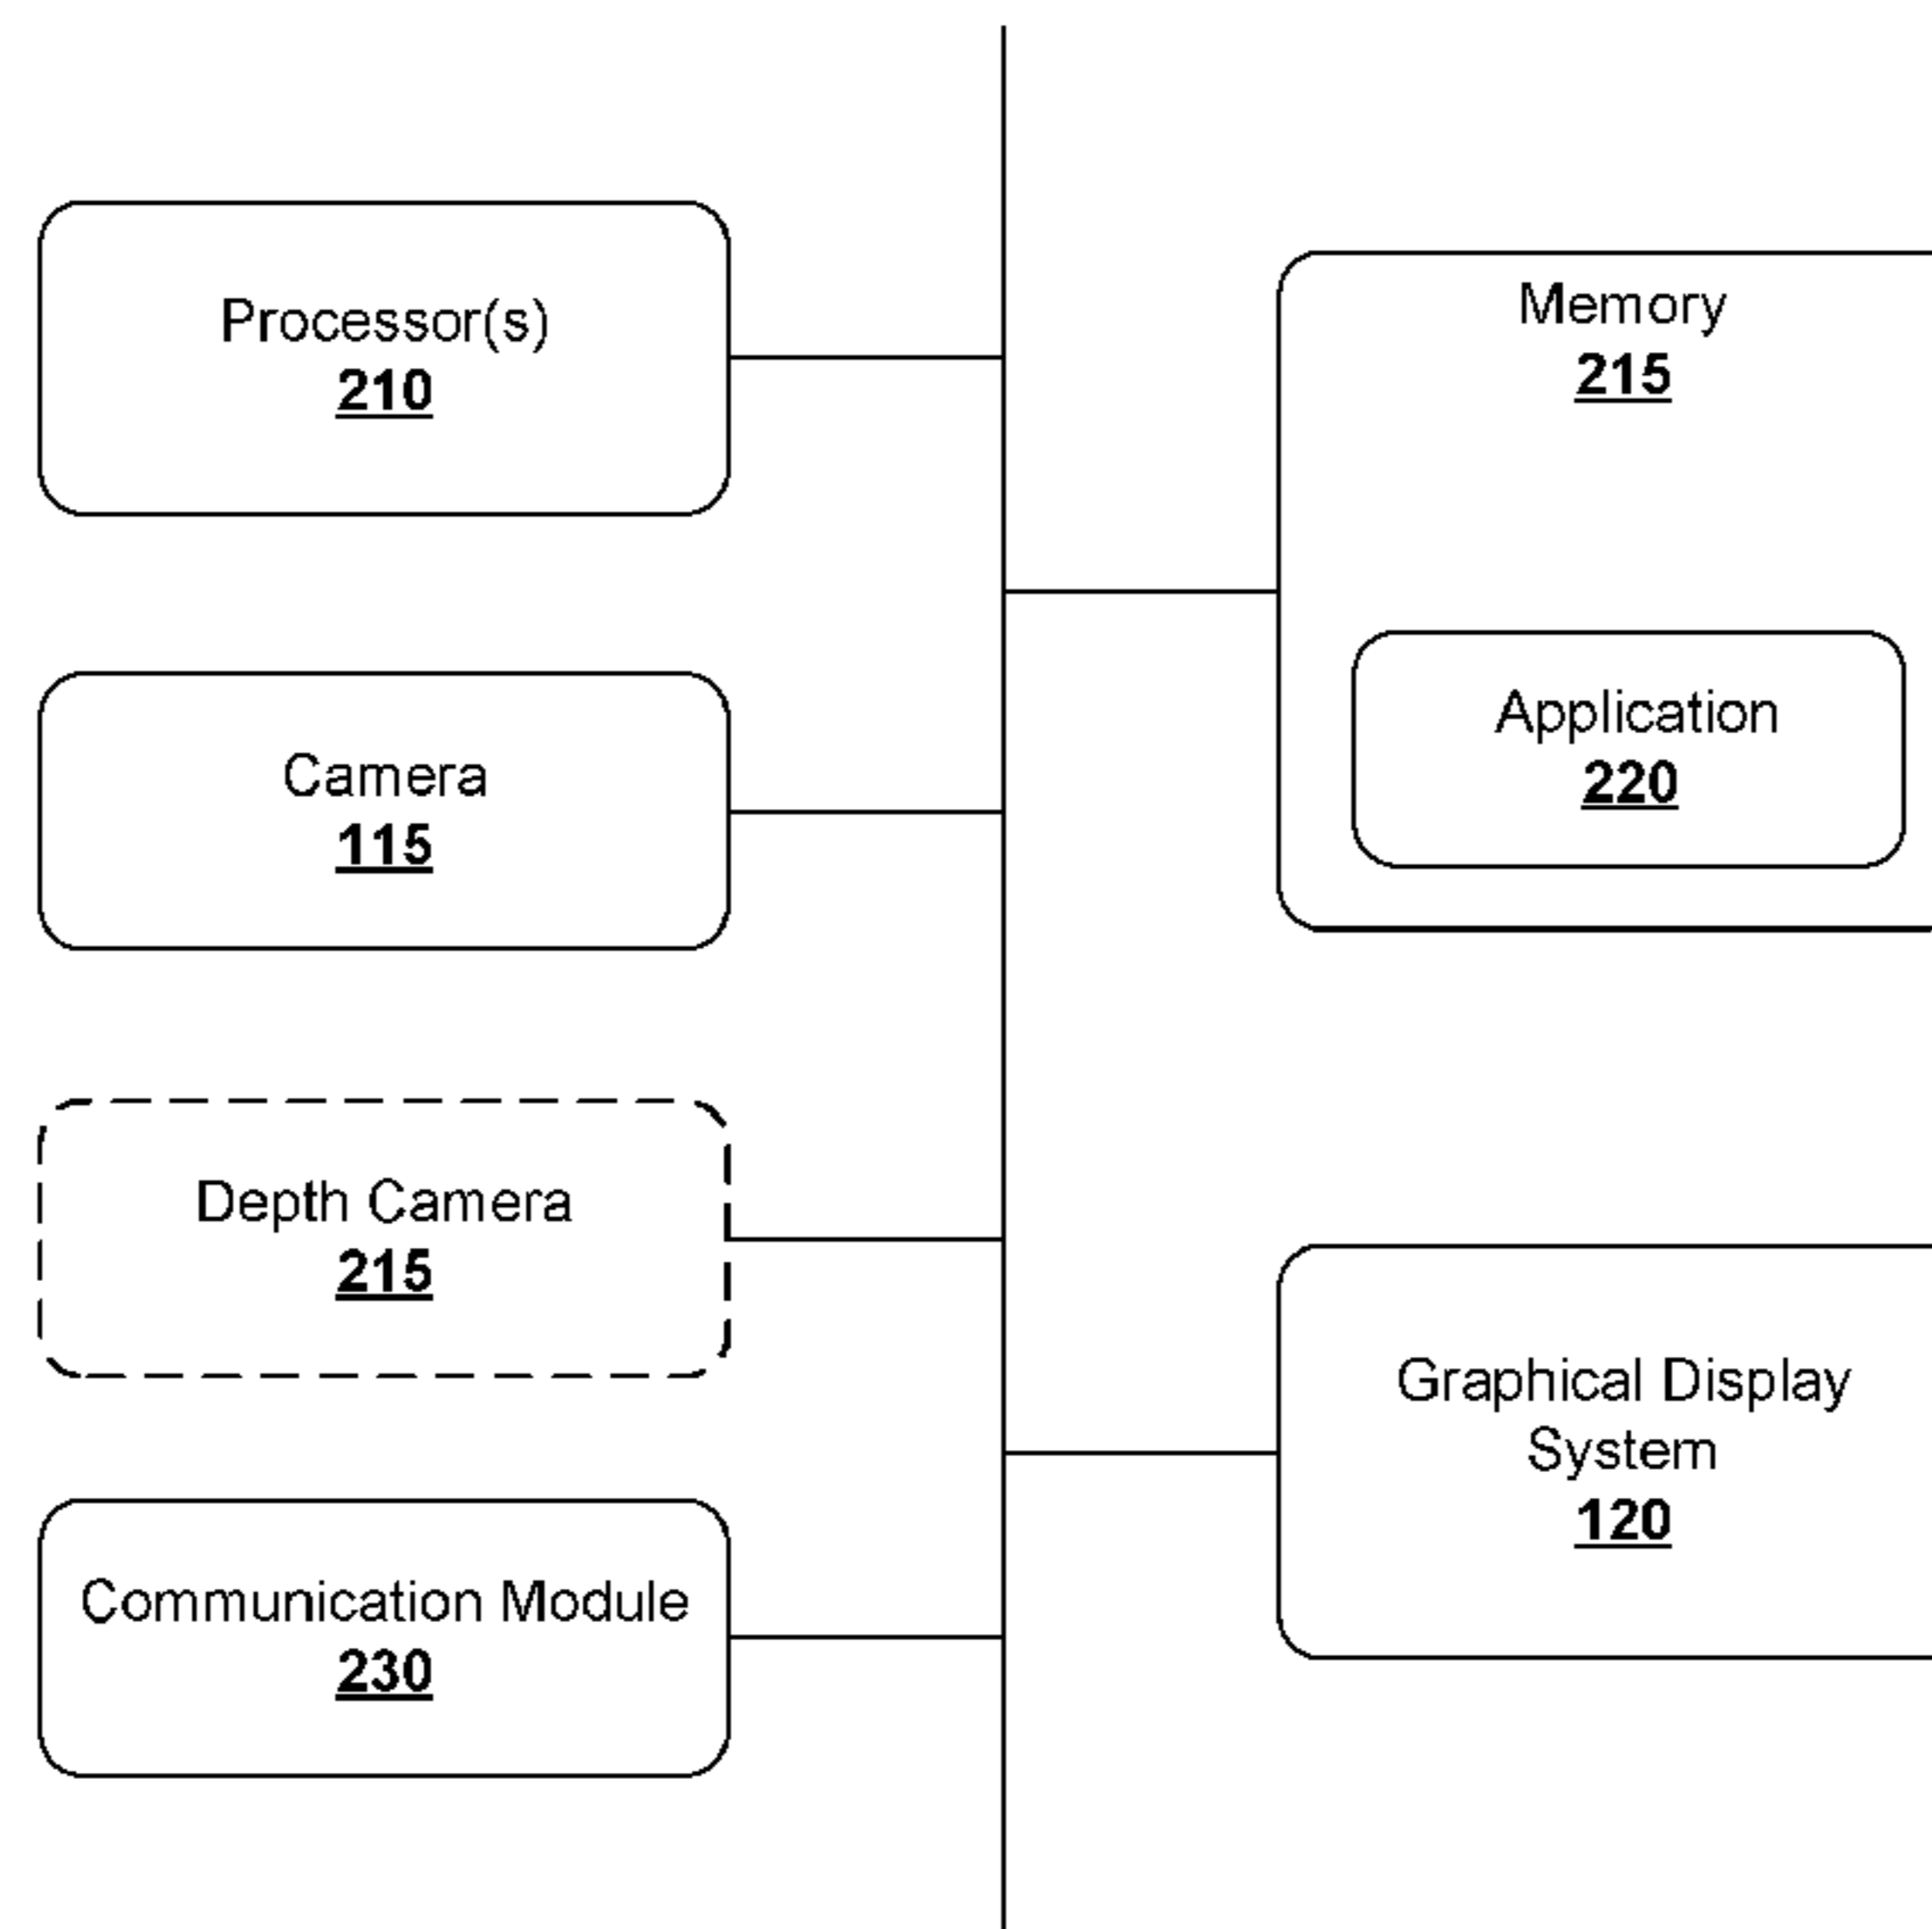 Processor(s)
210
Camera
115
Depth Camera
215
Communication Module
230
Memory
215
Application
220
Graphical Display
System
120